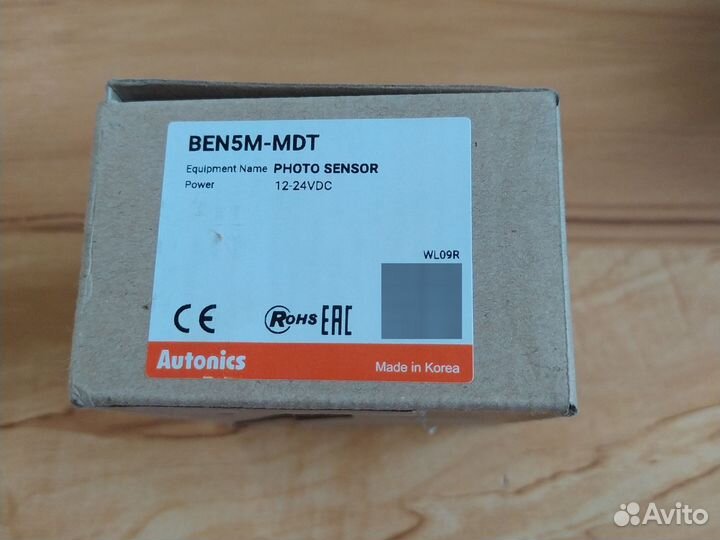 BEN5M-MDT
Equipment Name PHOTO SENSOR
Power 12-24VDC
WL09R
CE RoHS EAC
Autonics Made in Korea
Avito